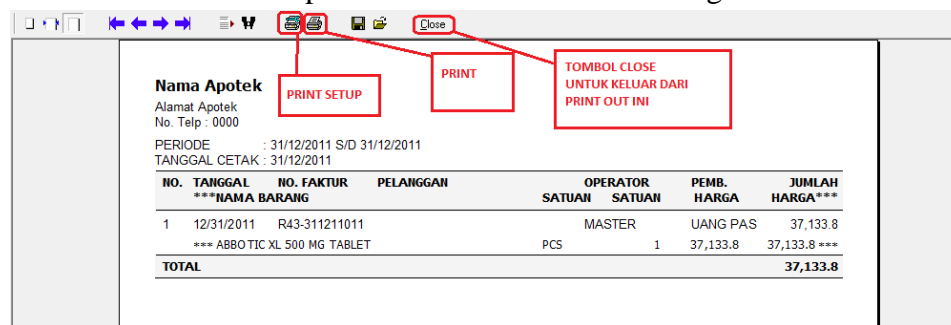 Close
PRINT SETUP
PRINT
TOMBOL CLOSE
UNTUK KELUAR DARI
PRINT OUT INI
Nama Apotek
Alamat Apotek
No. Telp : 0000
PERIODE : 31/12/2011 S/D 31/12/2011
TANGGAL CETAK : 31/12/2011
NO. TANGGAL NO. FAKTUR PELANGGAN OPERATOR PEMB. JUMLAH
***NAMA BARANG SATUAN SATUAN HARGA HARGA***
1 12/31/2011 R43-311211011 MASTER UANG PAS 37,133.8
*** ABBOTIC XL 500 MG TABLET PCS 1 37,133.8 37,133.8 ***
TOTAL 37,133.8